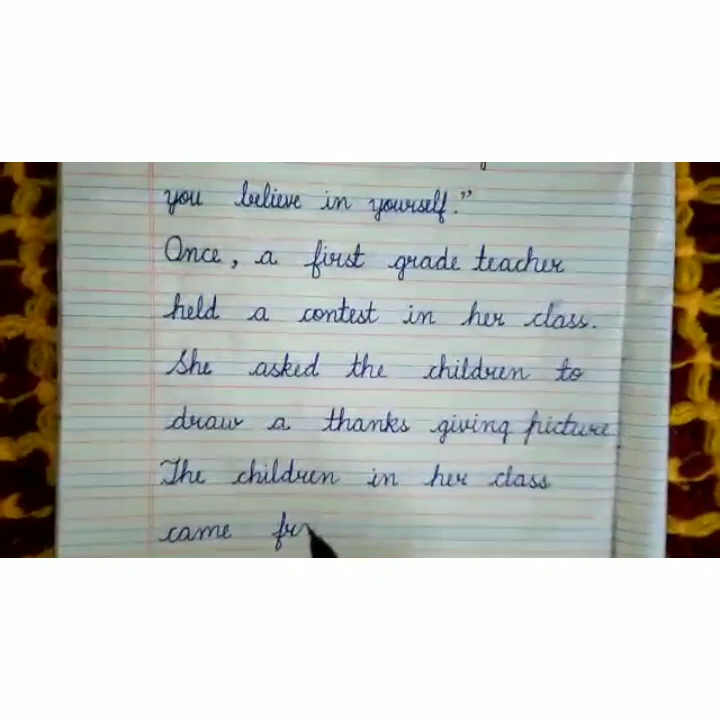 you believe in yourself."
Once, a first grade teacher
held a contest in her class.
She asked the children to
draw a thanks giving picture
The children in her class
came fr